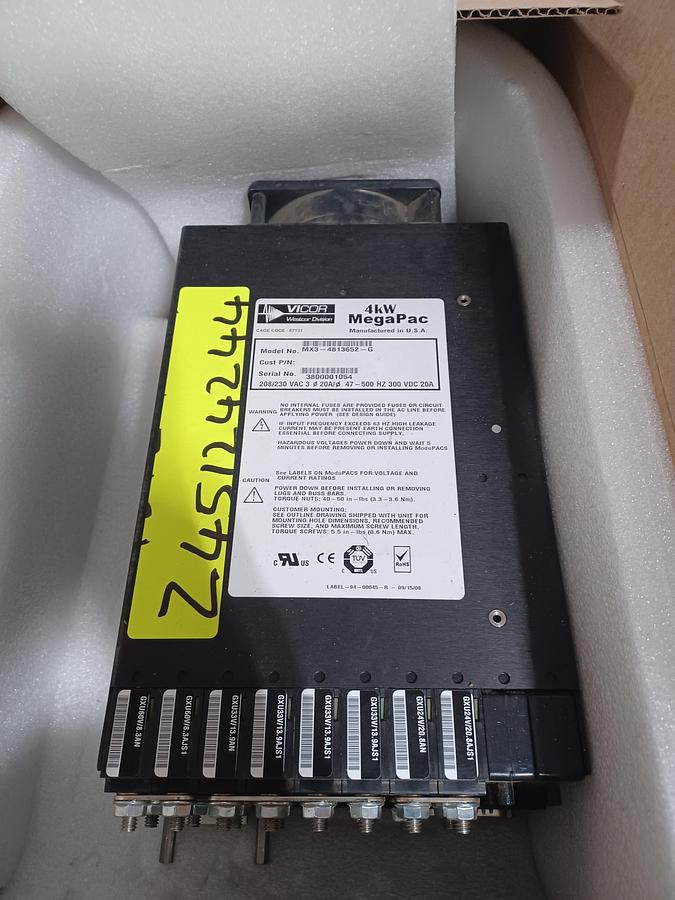 Z45124244
VICOR
Westcor Division
4kW
MegaPac
CAGE CODE 67131
Manufactured in U.S.A.
Model No. MX3-4813652-G
Cust P/N:
Serial No. 3800001054
208/230 VAC 3 ø 20A/ø 47-500 HZ 300 VDC 20A
WARNING
NO INTERNAL FUSES ARE PROVIDED FUSES OR CIRCUIT
BREAKERS MUST BE INSTALLED IN THE AC LINE BEFORE
APPLYING POWER (SEE DESIGN GUIDE)
IF INPUT FREQUENCY EXCEEDS 63 HZ HIGH LEAKAGE
CURRENT MAY BE PRESENT EARTH CONNECTION
ESSENTIAL BEFORE CONNECTING SUPPLY.
HAZARDOUS VOLTAGES POWER DOWN AND WAIT 5
MINUTES BEFORE REMOVING OR INSTALLING ModuPACS
See LABELS ON ModuPACS FOR VOLTAGE AND
CURRENT RATINGS
CAUTION
POWER DOWN BEFORE INSTALLING OR REMOVING
LUGS AND BUSS BARS.
TORQUE NUTS: 40-50 in-lbs (3.3-3.6 Nm).
CUSTOMER MOUNTING:
SEE OUTLINE DRAWING SHIPPED WITH UNIT FOR
MOUNTING HOLE DIMENSIONS, RECOMMENDED
SCREW SIZE, AND MAXIMUM SCREW LENGTH.
TORQUE SCREWS: 5.5 in-lbs (0.6 Nm) MAX.
C US
CE
TUV
C US
RoHS
LABEL-94-00045-R - 09/15/08
GXU60V/8.3AN
GXU60V/8.3AJS1
GXU33V/13.9AN
GXU33V/13.9AJS1
GXU33V/13.9AN
GXU33V/13.9AJS1
GXU24V/20.8AN
GXU24V/20.8AJS1